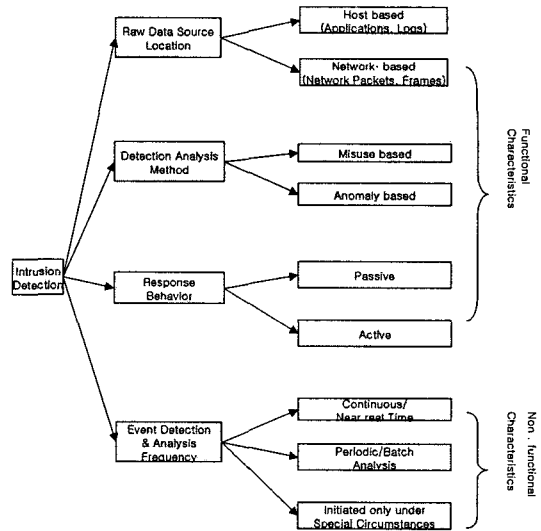 Raw Data Source
Location
Host based
(Applications, Logs)
Network- based
(Network Packets, Frames)
Detection Analysis
Method
Misuse based
Anomaly based
Functional
Characteristics
Intrusion
Detection
Response
Behavior
Passive
Active
Event Detection
& Analysis
Frequency
Continuous/
Near real Time
Periodic/Batch
Analysis
Initiated only under
Special Circumstances
Non . functional
Characteristics